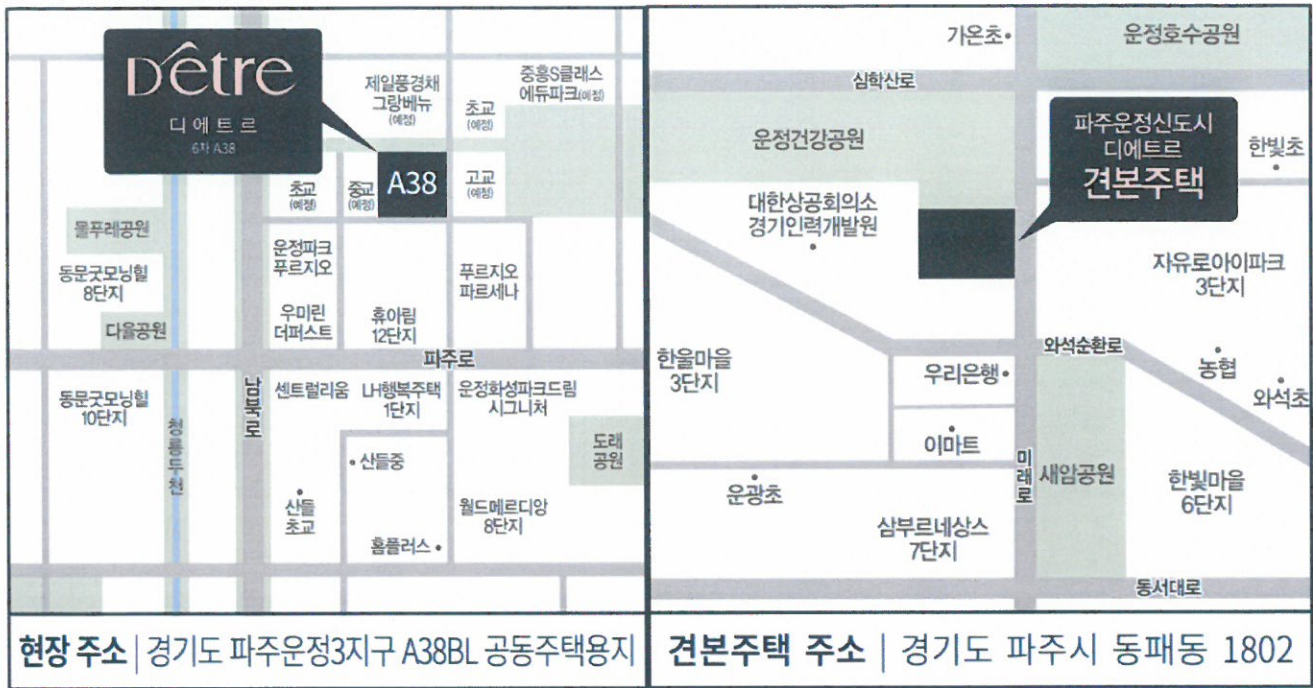 D'être
디에트르
6차 A38
제일풍경채
그랑베뉴
(예정)
초교
(예정)
중흥S클래스
에듀파크(예정)
초교
(예정)
중교
(예정)
A38
고교
(예정)
물푸레공원
동문굿모닝힐
8단지
다율공원
운정파크
푸르지오
우미린
더퍼스트
휴아림
12단지
푸르지오
파르세나
파주로
동문굿모닝힐
10단지
청룡두천
남북로
센트럴리움
LH행복주택
1단지
운정화성파크드림
시그니처
산들중
도래
공원
산들
초교
월드메르디앙
8단지
홈플러스
현장 주소 | 경기도 파주운정3지구 A38BL 공동주택용지
가온초
운정호수공원
심학산로
운정건강공원
파주운정신도시
디에트르
견본주택
한빛초
대한상공회의소
경기인력개발원
자유로아이파크
3단지
와석순환로
한울마을
3단지
우리은행
농협
와석초
이마트
미래로
새암공원
한빛마을
6단지
운광초
삼부르네상스
7단지
동서대로
견본주택 주소 | 경기도 파주시 동패동 1802